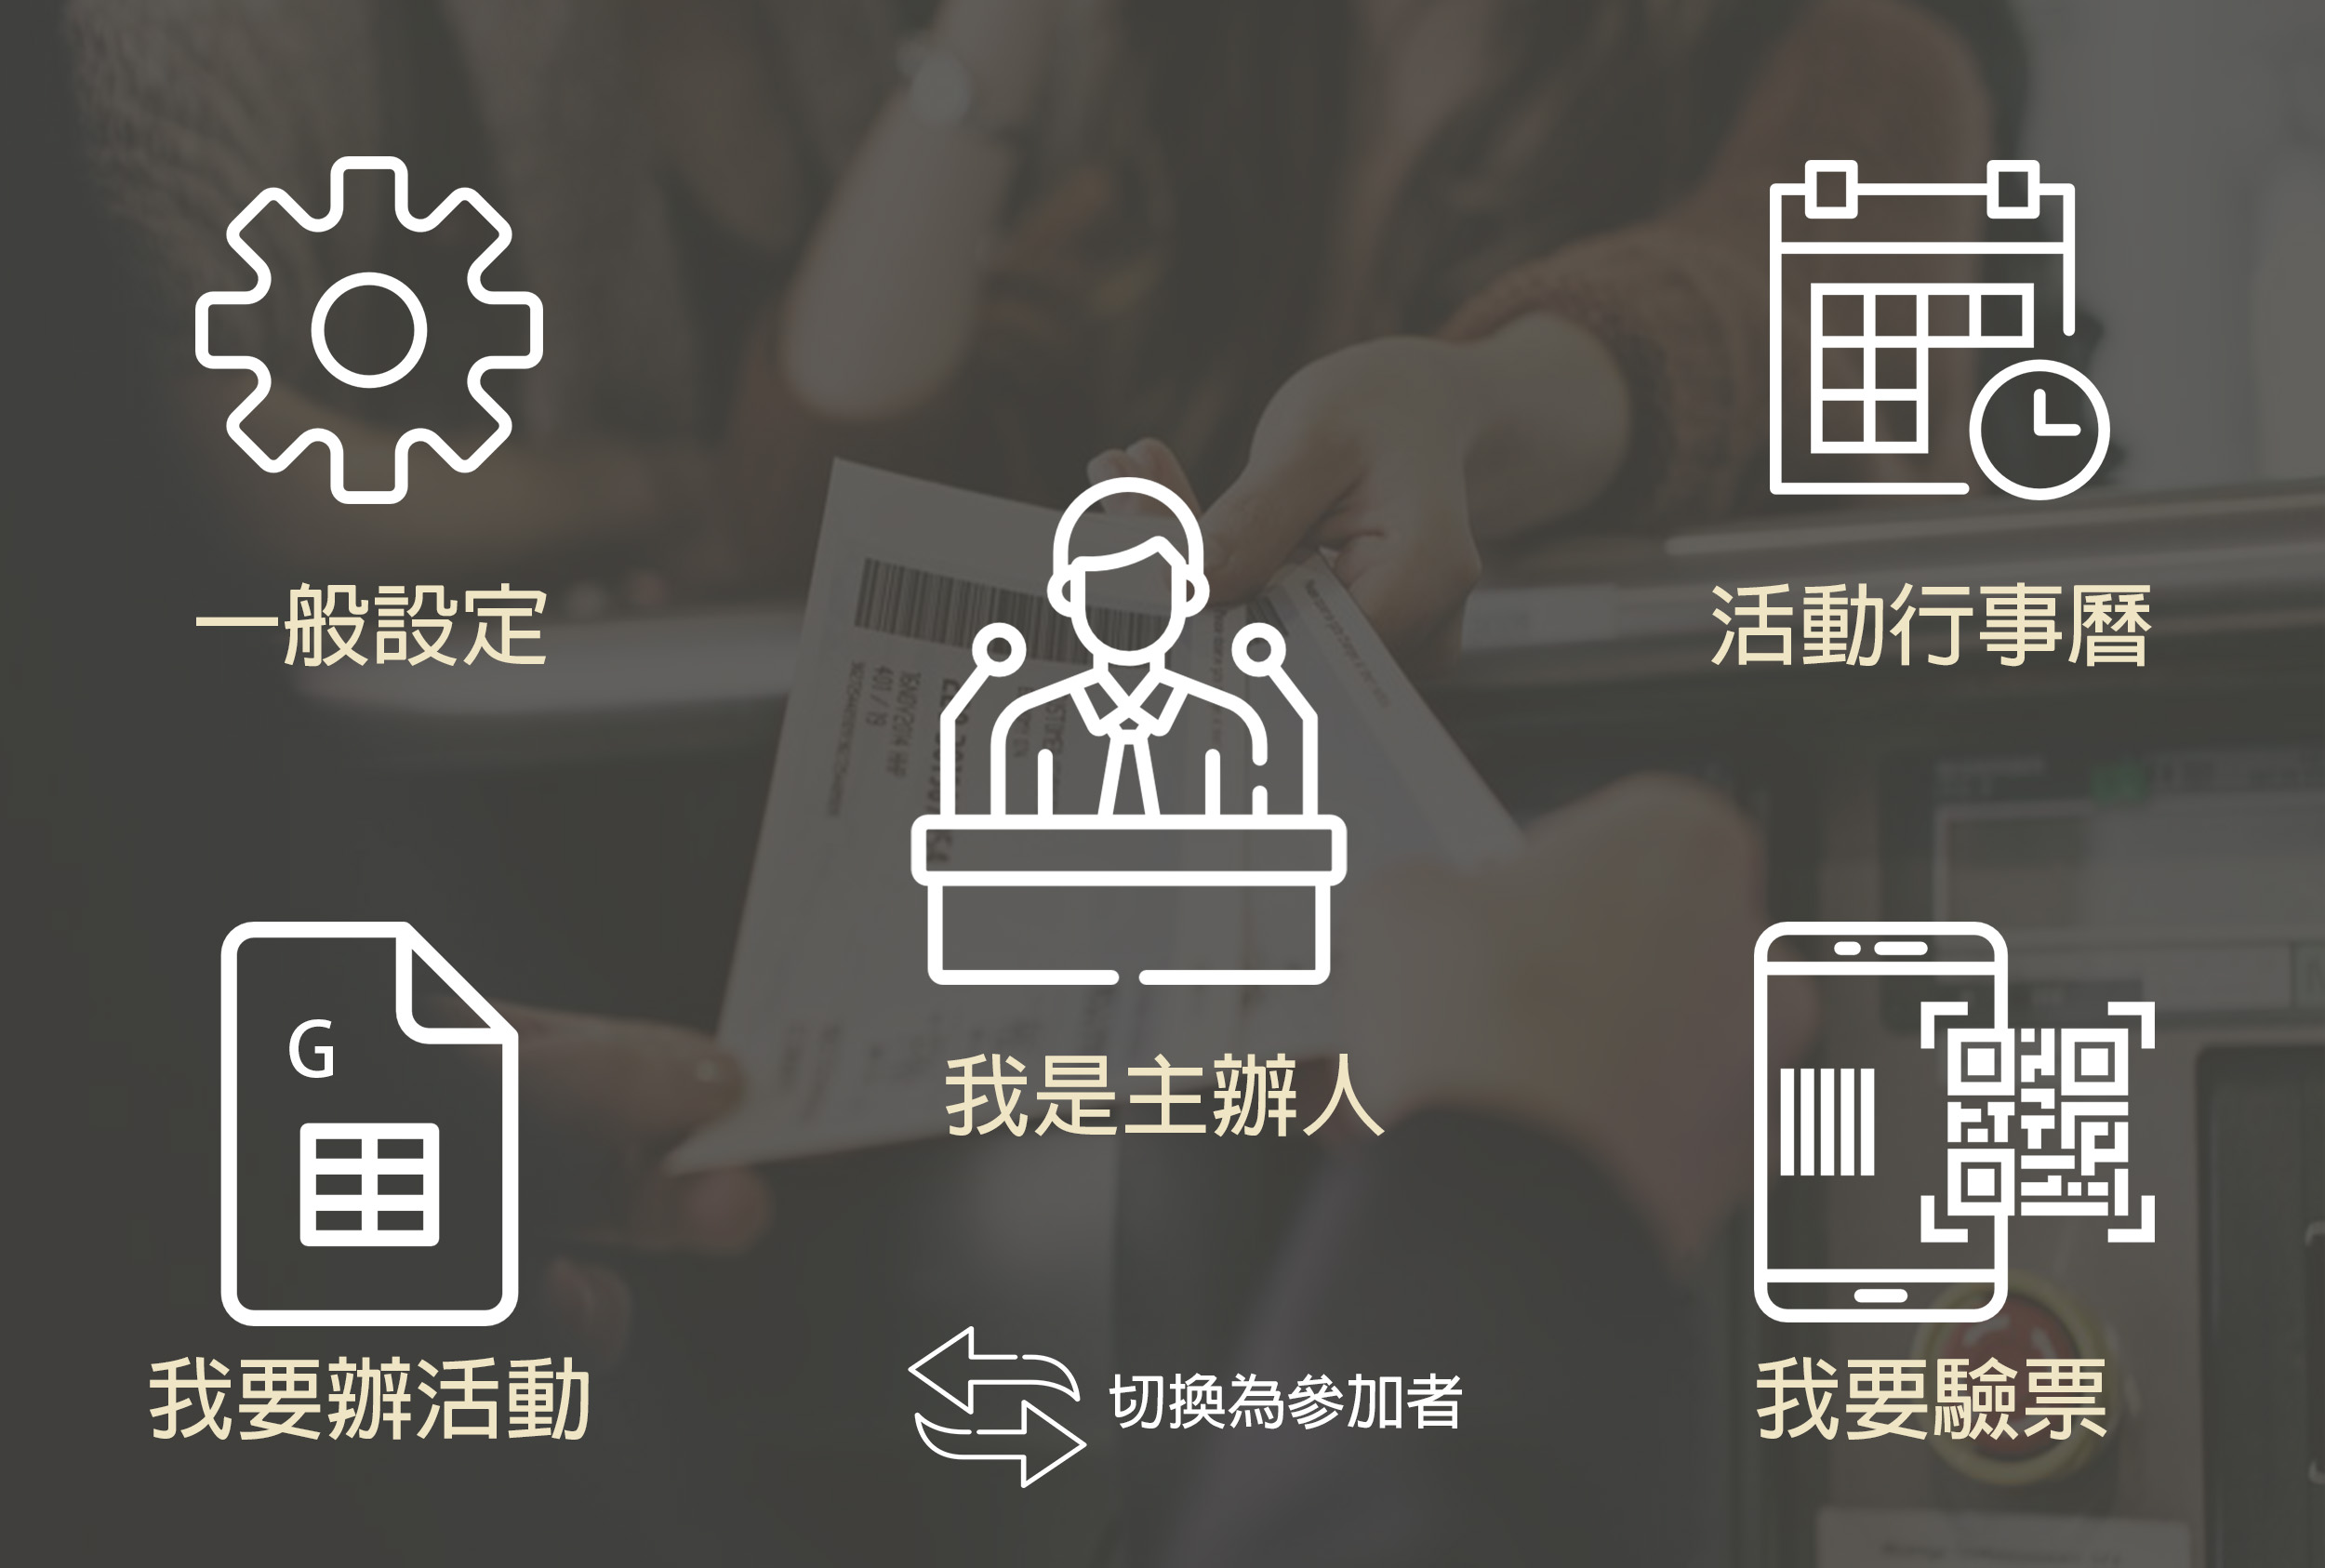 一般設定
活動行事曆
我是主辦人
G
我要辦活動
切換為參加者
我要驗票